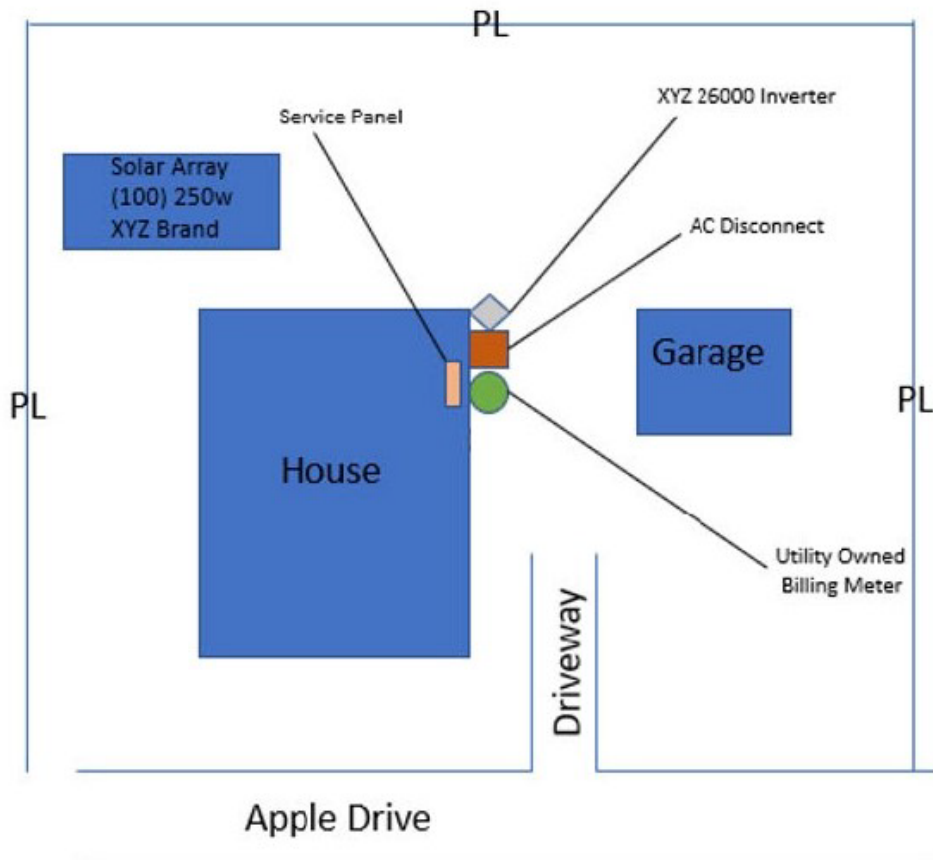 PL
XYZ 26000 Inverter
Service Panel
Solar Array
(100) 250w
XYZ Brand
AC Disconnect
Garage
PL
PL
House
Utility Owned
Billing Meter
Driveway
Apple Drive